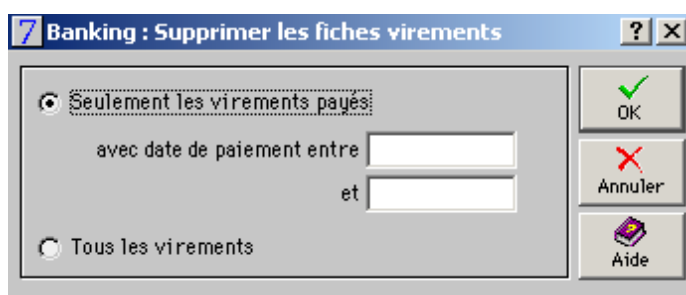 7 Banking : Supprimer les fiches virements ? X
Seulement les virements payés
OK
avec date de paiement entre
et
Annuler
Tous les virements
Aide